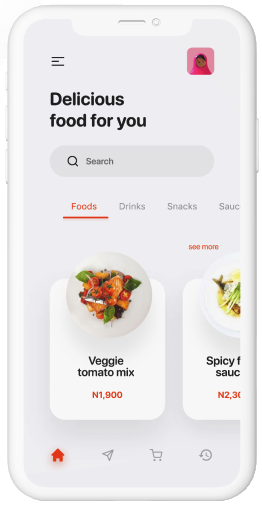 Delicious
food for you
Search
Foods Drinks Snacks Sauc
see more
Veggie
tomato mix
N1,900
Spicy f
sauc
N2,30